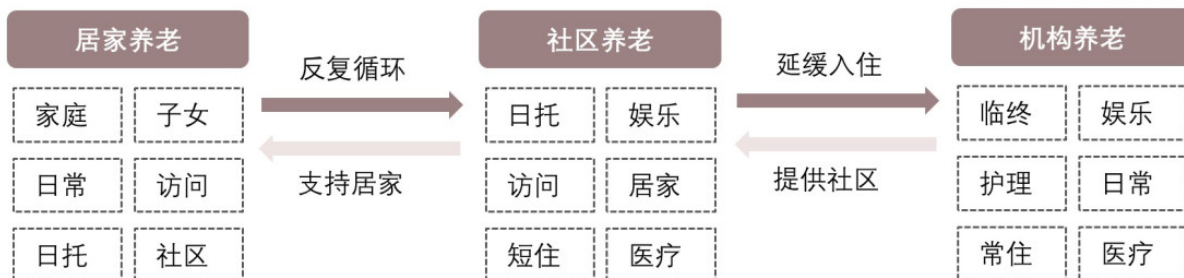 居家养老
社区养老
机构养老
反复循环
延缓入住
家庭 子女
日托 娱乐
临终 娱乐
支持居家
提供社区
日常 访问
访问 居家
护理 日常
日托 社区
短住 医疗
常住 医疗